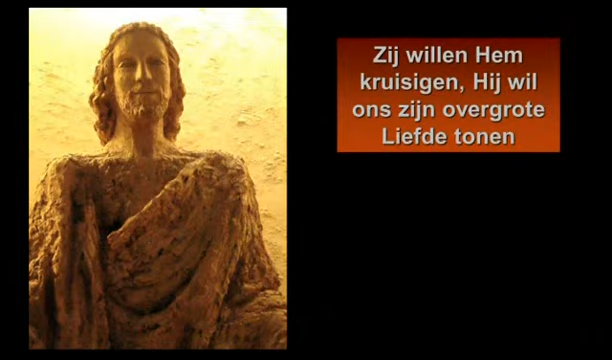 Zij willen Hem
kruisigen, Hij wil
ons zijn overgrote
Liefde tonen